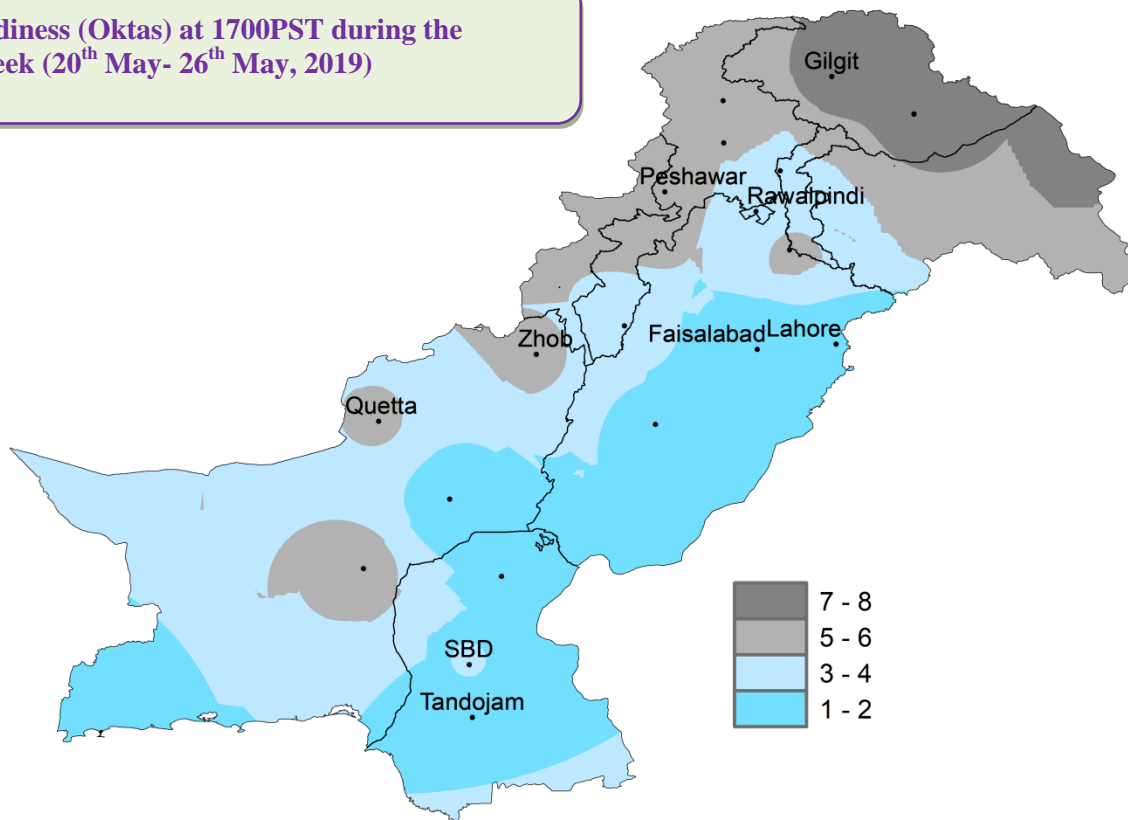 diness (Oktas) at 1700PST during the
eek (20th May- 26th May, 2019)
Gilgit
Peshawar
Rawalpindi
Zhob
Faisalabad
Lahore
Quetta
7 - 8
5 - 6
3 - 4
1 - 2
SBD
Tandojam